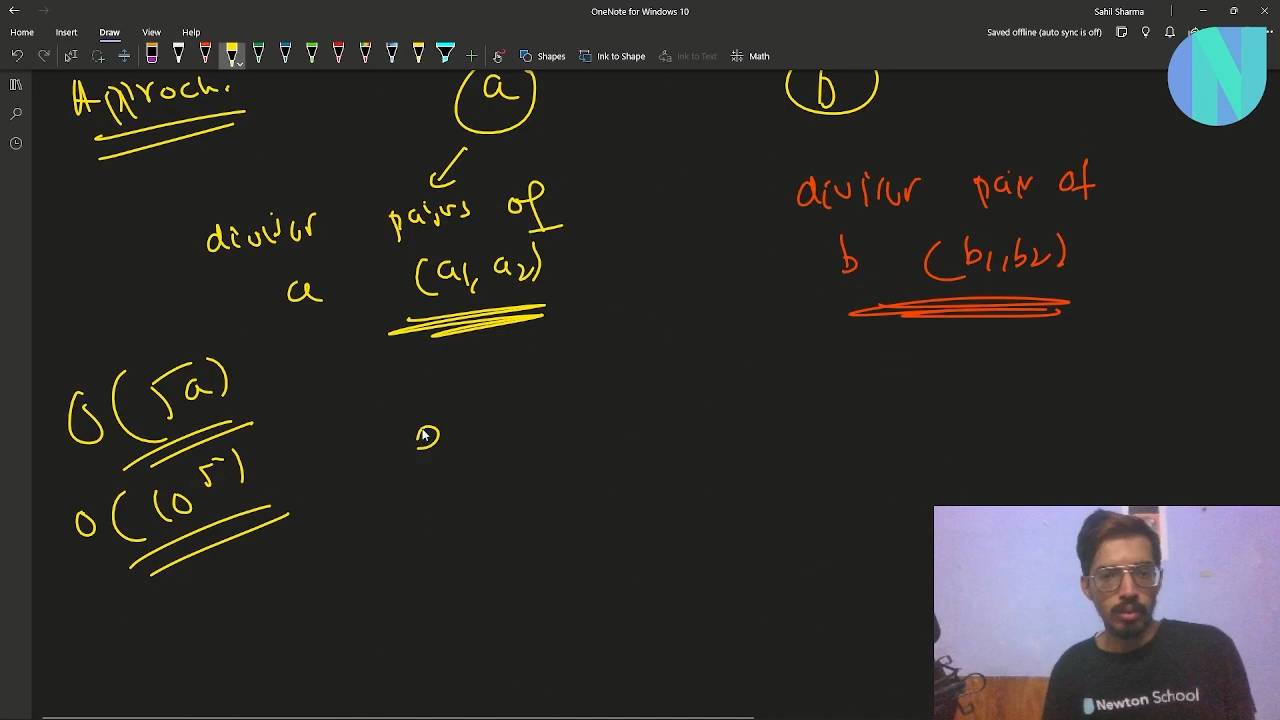 OneNote for Windows 10
Sahil Sharma
Home Insert Draw View Help
Saved offline (auto sync is off)
Shapes Ink to Shape Ink to Text Math
Approch.
a
b
divisor pairs of
a (a1, a2)
divisur pair of
b (b1, b2)
O(√a)
O(10^5)
N
Newton School